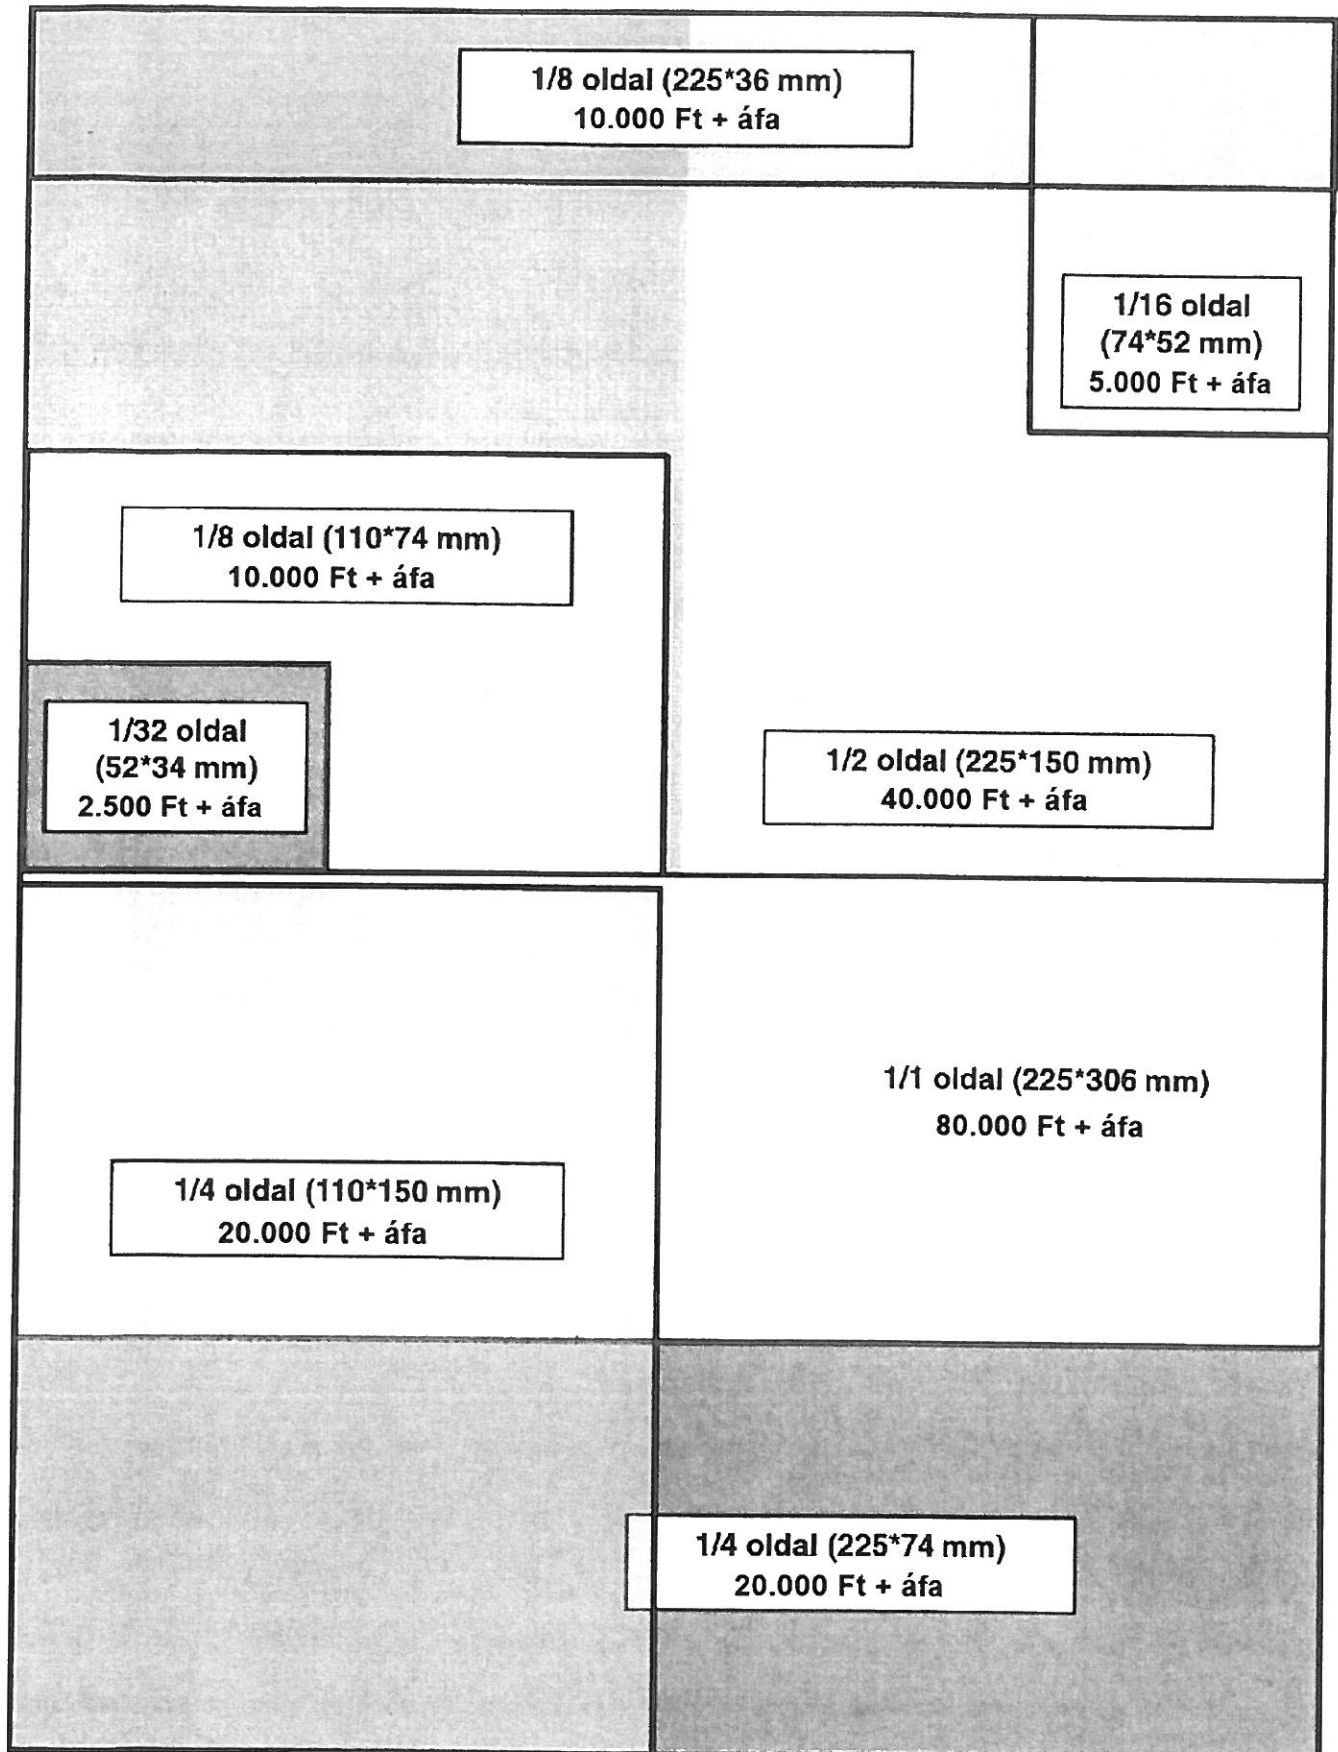 1/8 oldal (225*36 mm)
10.000 Ft + áfa
1/16 oldal
(74*52 mm)
5.000 Ft + áfa
1/8 oldal (110*74 mm)
10.000 Ft + áfa
1/32 oldal
(52*34 mm)
2.500 Ft + áfa
1/2 oldal (225*150 mm)
40.000 Ft + áfa
1/1 oldal (225*306 mm)
80.000 Ft + áfa
1/4 oldal (110*150 mm)
20.000 Ft + áfa
1/4 oldal (225*74 mm)
20.000 Ft + áfa